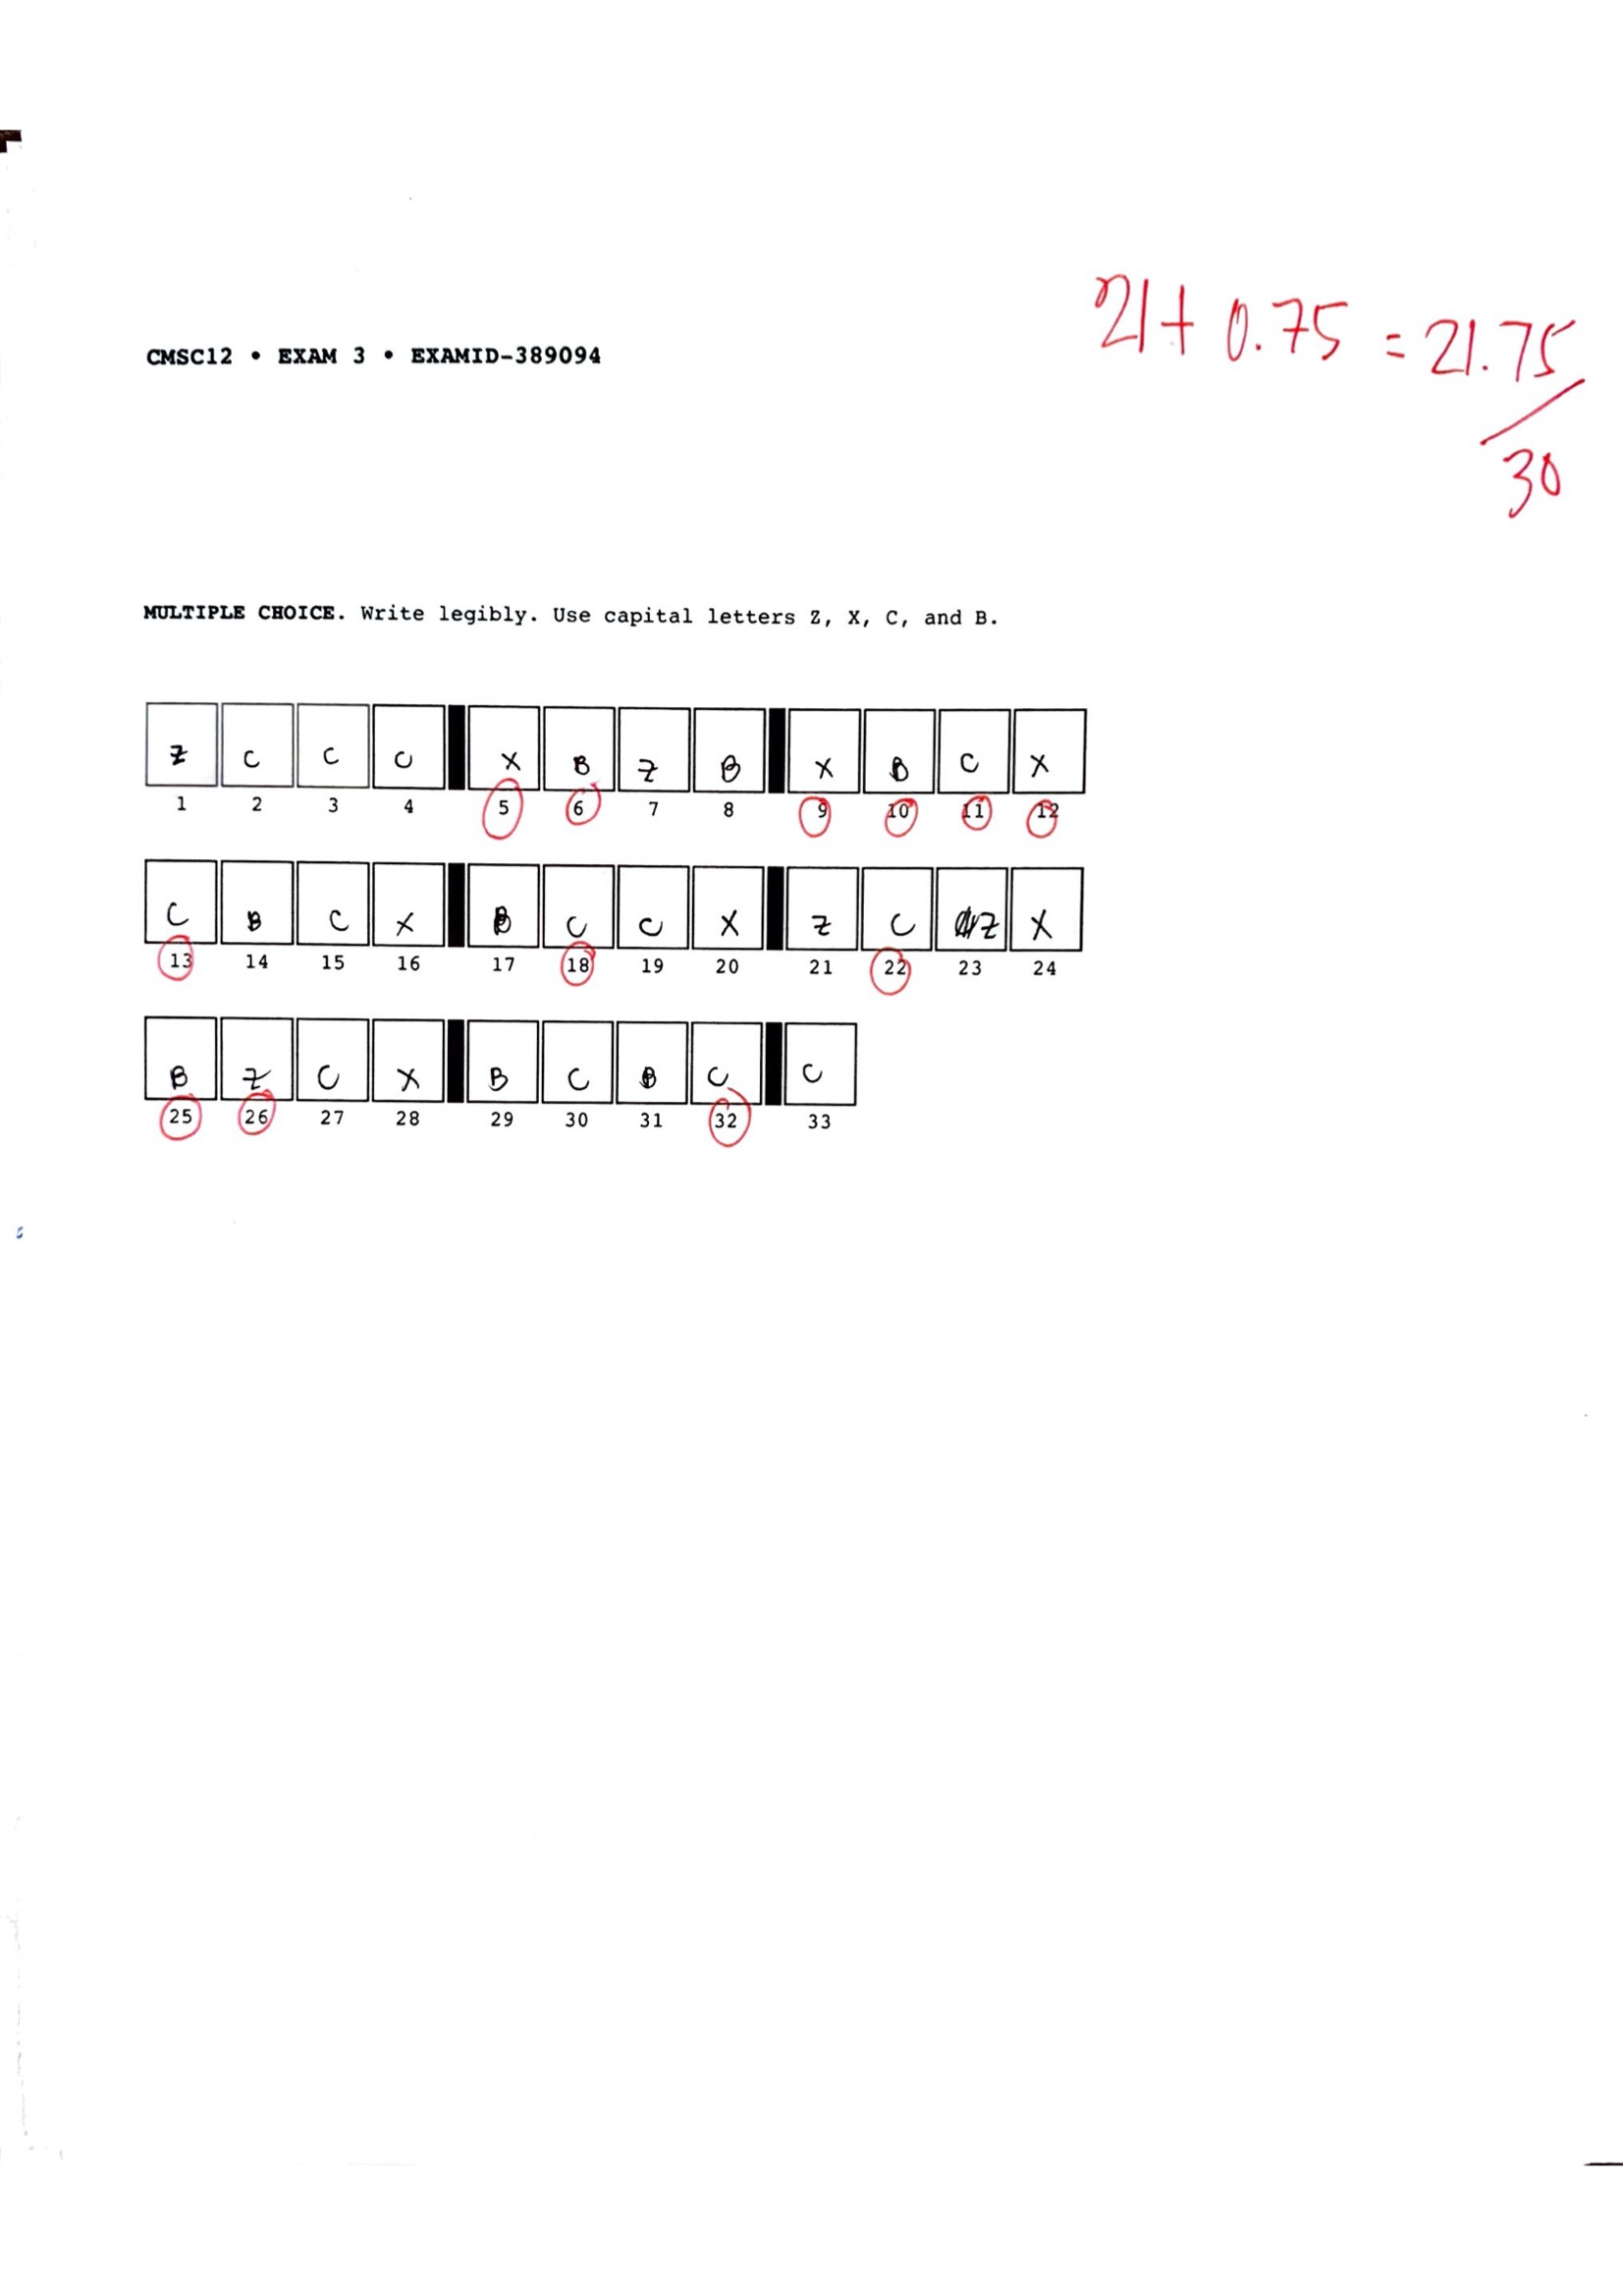 21 + 0.75 = 21.75
/
30
CMSC12 • EXAM 3 • EXAMID-389094
MULTIPLE CHOICE. Write legibly. Use capital letters Z, X, C, and B.
Z C C C X B Z B X B C X
1 2 3 4 5 6 7 8 9 10 11 12
C B C X B C C X Z C Z X
13 14 15 16 17 18 19 20 21 22 23 24
B Z C X B C B C C
25 26 27 28 29 30 31 32 33